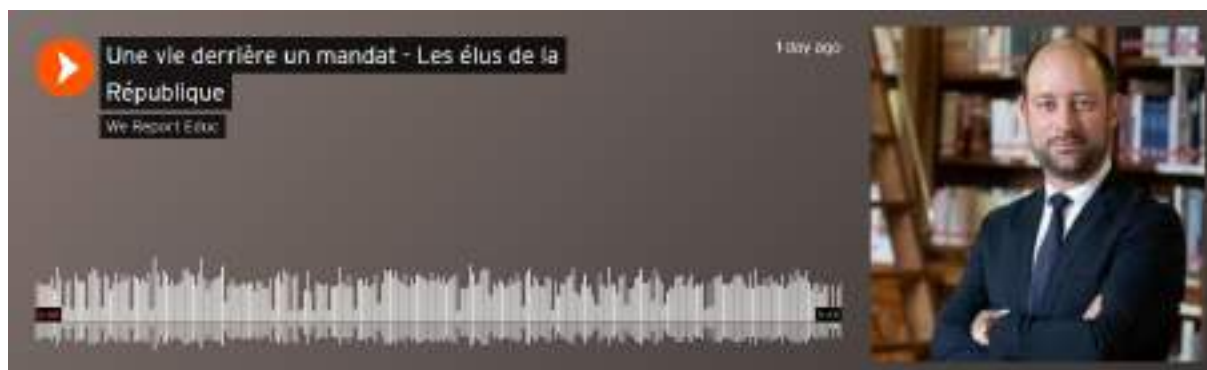 Une vie derrière un mandat - Les élus de la
République
We Report Educ
1 day ago